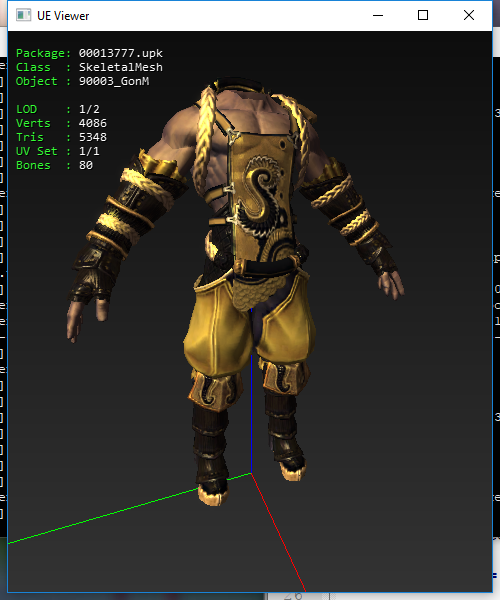 UE Viewer
Package: 00013777.upk
Class  : SkeletalMesh
Object : 90003_GonM
LOD    : 1/2
Verts  : 4086
Tris   : 5348
UV Set : 1/1
Bones  : 80